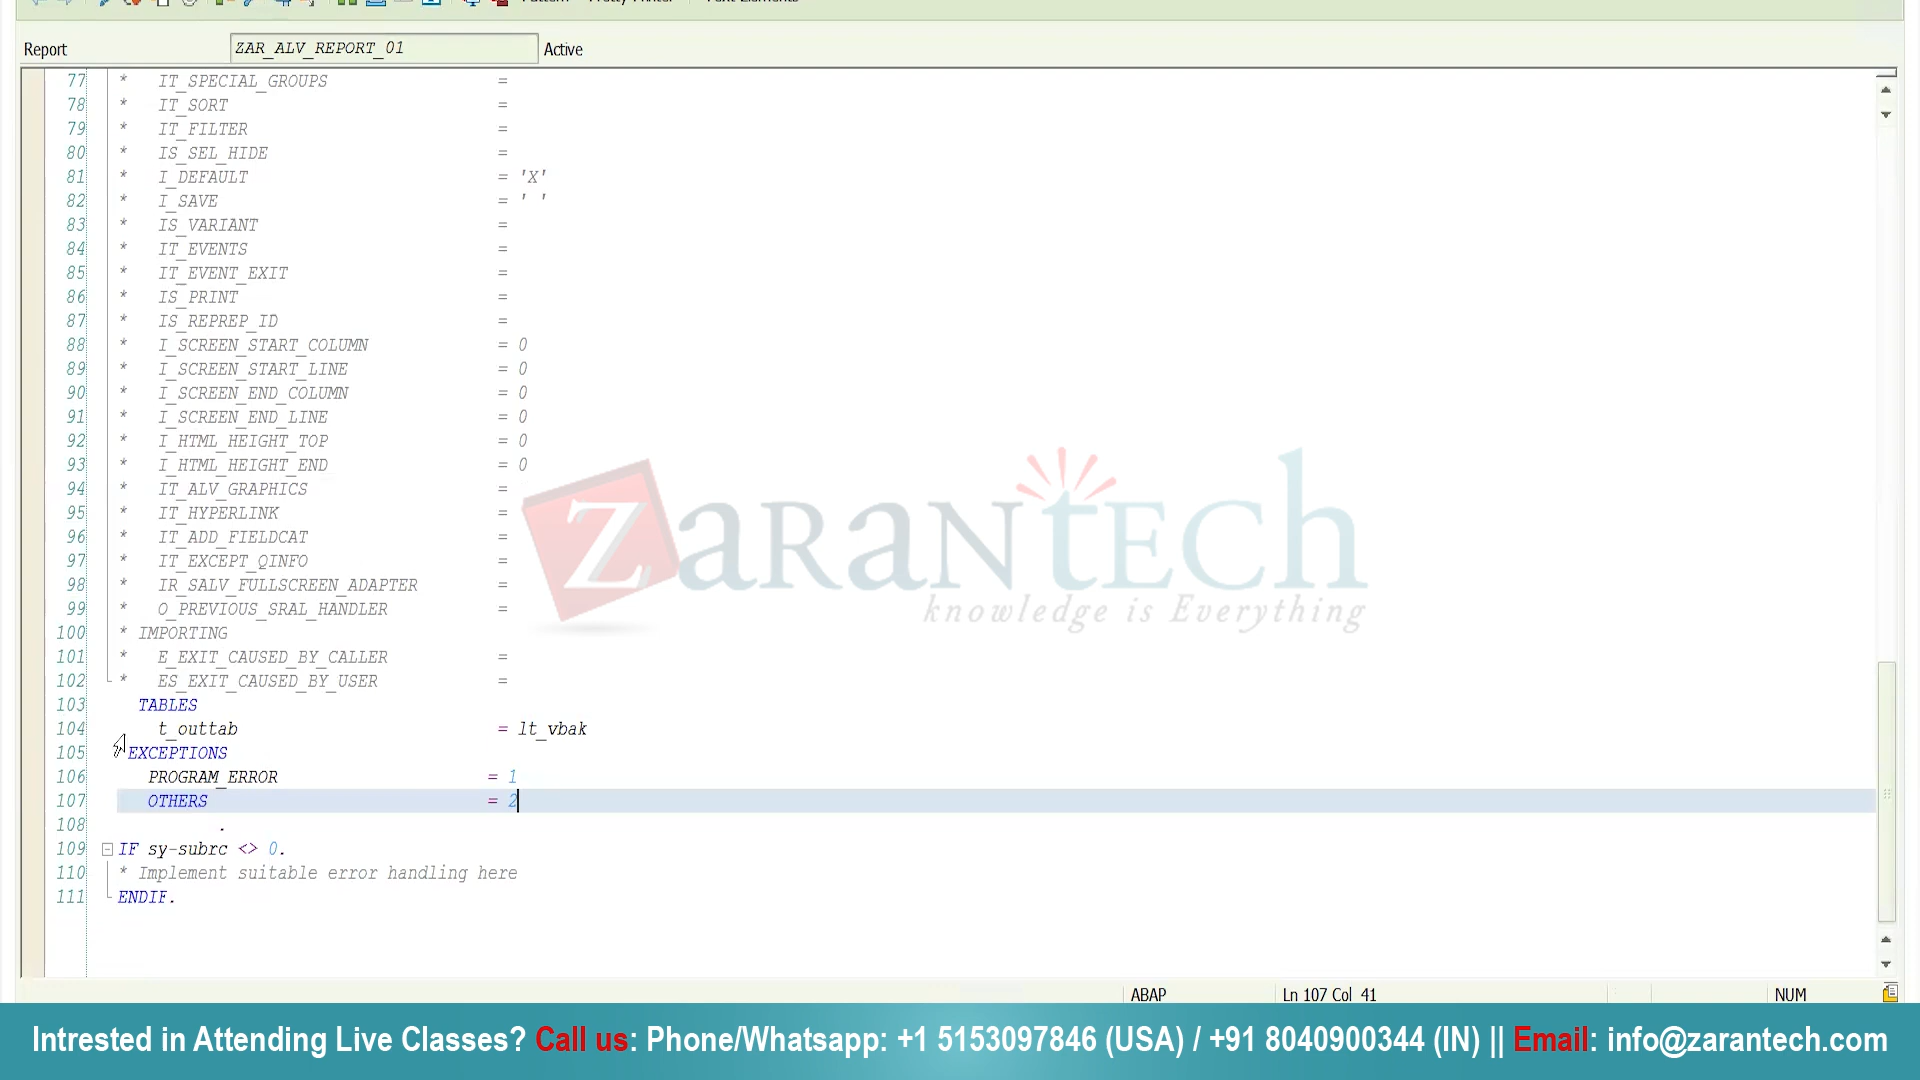 Report ZAR_ALV_REPORT_01 Active
77 * IT_SPECIAL_GROUPS =
78 * IT_SORT =
79 * IT_FILTER =
80 * IS_SEL_HIDE =
81 * I_DEFAULT = 'X'
82 * I_SAVE = ' '
83 * IS_VARIANT =
84 * IT_EVENTS =
85 * IT_EVENT_EXIT =
86 * IS_PRINT =
87 * IS_REPREP_ID =
88 * I_SCREEN_START_COLUMN = 0
89 * I_SCREEN_START_LINE = 0
90 * I_SCREEN_END_COLUMN = 0
91 * I_SCREEN_END_LINE = 0
92 * I_HTML_HEIGHT_TOP = 0
93 * I_HTML_HEIGHT_END = 0
94 * IT_ALV_GRAPHICS =
95 * IT_HYPERLINK =
96 * IT_ADD_FIELDCAT =
97 * IT_EXCEPT_QINFO =
98 * IR_SALV_FULLSCREEN_ADAPTER =
99 * O_PREVIOUS_SRAL_HANDLER =
100 * IMPORTING
101 * E_EXIT_CAUSED_BY_CALLER =
102 * ES_EXIT_CAUSED_BY_USER =
103 TABLES
104 t_outtab = lt_vbak
105 EXCEPTIONS
106 PROGRAM_ERROR = 1
107 OTHERS = 2
108 .
109 IF sy-subrc <> 0.
110 * Implement suitable error handling here
111 ENDIF.
ZARANTECH
knowledge is Everything
ABAP Ln 107 Col 41 NUM
Intrested in Attending Live Classes? Call us: Phone/Whatsapp: +1 5153097846 (USA) / +91 8040900344 (IN) || Email: info@zarantech.com